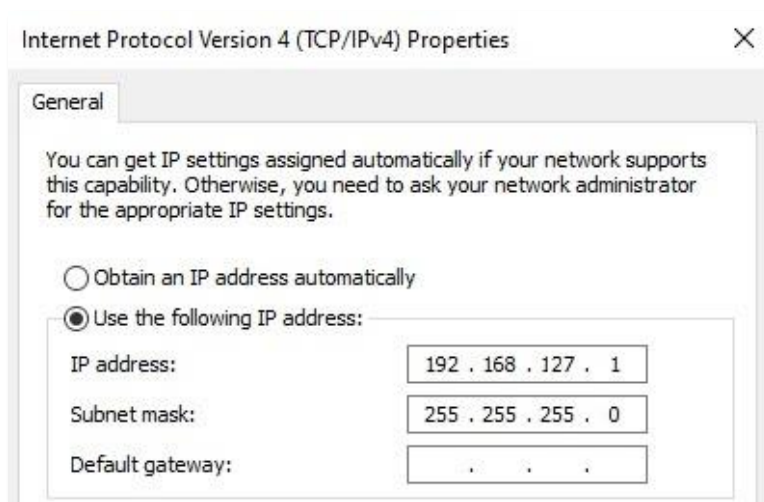 Internet Protocol Version 4 (TCP/IPv4) Properties
General
You can get IP settings assigned automatically if your network supports
this capability. Otherwise, you need to ask your network administrator
for the appropriate IP settings.
Obtain an IP address automatically
Use the following IP address:
IP address: 192 . 168 . 127 . 1
Subnet mask: 255 . 255 . 255 . 0
Default gateway: . . .